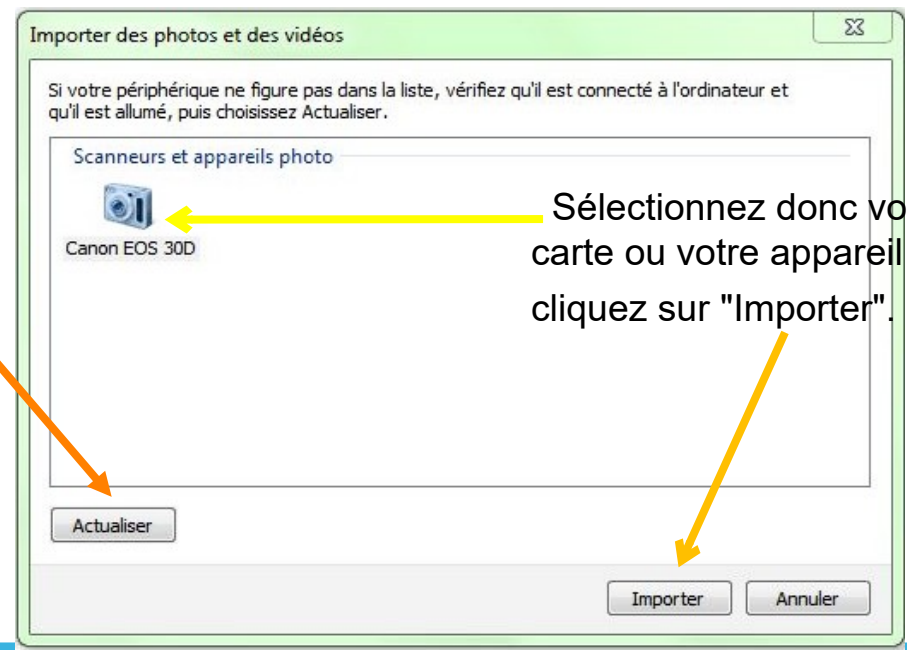 Importer des photos et des vidéos
Si votre périphérique ne figure pas dans la liste, vérifiez qu'il est connecté à l'ordinateur et
qu'il est allumé, puis choisissez Actualiser.
Scanneurs et appareils photo
Canon EOS 30D
Sélectionnez donc vo
carte ou votre appareil
cliquez sur "Importer".
Actualiser
Importer
Annuler